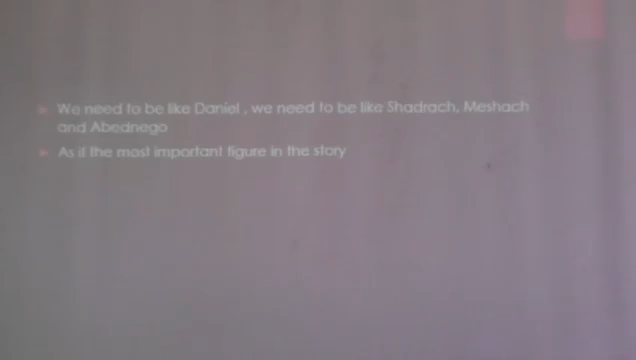 We need to be like Daniel , we need to be like Shadrach, Meshach
and Abednego
As if the most important figure in the story